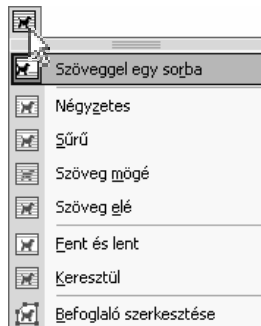 Szöveggel egy sorba
Négyzetes
Sűrű
Szöveg mögé
Szöveg elé
Fent és lent
Keresztül
Befoglaló szerkesztése